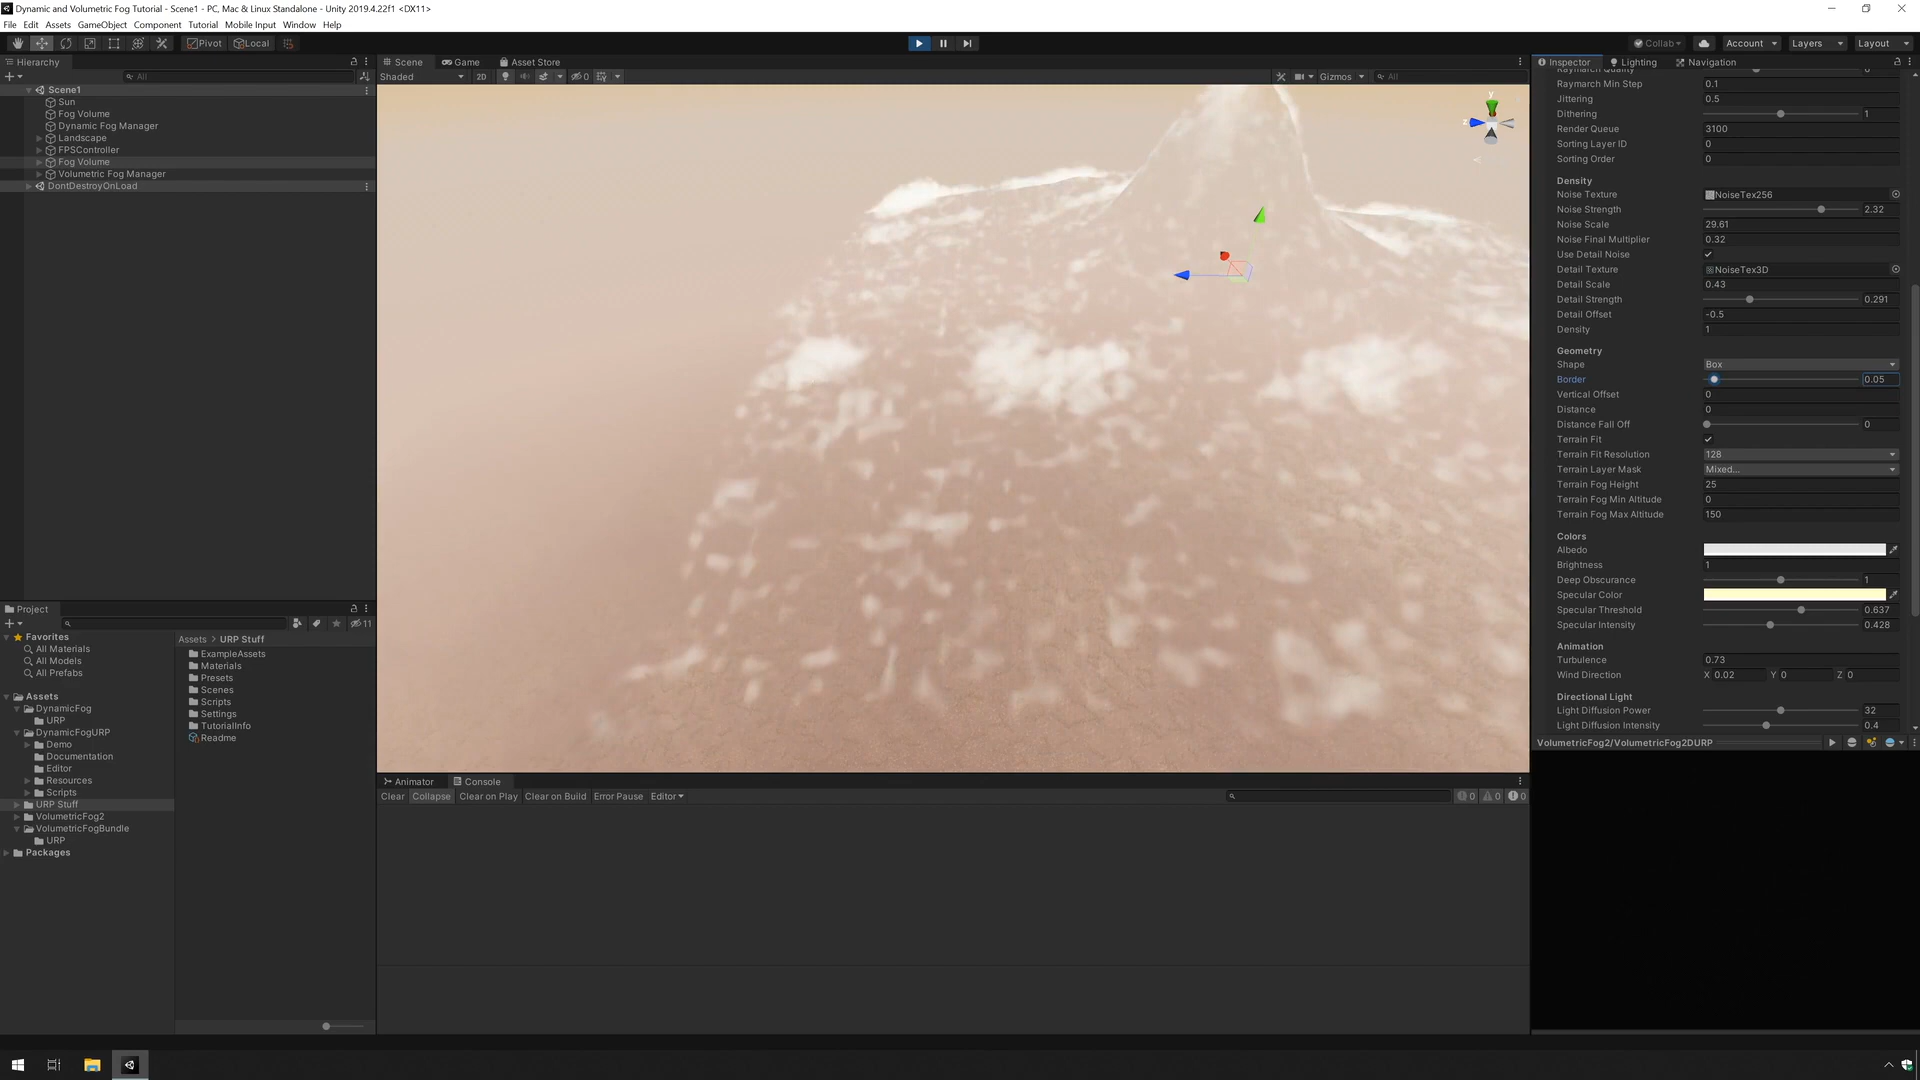 Dynamic and Volumetric Fog Tutorial - Scene1 - PC, Mac & Linux Standalone - Unity 2019.4.22f1 <DX11>
File Edit Assets GameObject Component Tutorial Mobile Input Window Help
Pivot Local Collab Account Layers Layout
Hierarchy
All
Scene1
Sun
Fog Volume
Dynamic Fog Manager
Landscape
FPSController
Fog Volume
Volumetric Fog Manager
DontDestroyOnLoad
Scene Game Asset Store
Shaded 2D 0 Gizmos All
y
z
Inspector Lighting Navigation
Raymarch Quality
Raymarch Min Step 0.1
Jittering 0.5
Dithering 1
Render Queue 3100
Sorting Layer ID 0
Sorting Order 0
Density
Noise Texture NoiseTex256
Noise Strength 2.32
Noise Scale 29.61
Noise Final Multiplier 0.32
Use Detail Noise
Detail Texture NoiseTex3D
Detail Scale 0.43
Detail Strength 0.291
Detail Offset -0.5
Density 1
Geometry
Shape Box
Border 0.05
Vertical Offset 0
Distance 0
Distance Fall Off 0
Terrain Fit
Terrain Fit Resolution 128
Terrain Layer Mask Mixed...
Terrain Fog Height 25
Terrain Fog Min Altitude 0
Terrain Fog Max Altitude 150
Colors
Albedo
Brightness 1
Deep Obscurance 1
Specular Color
Specular Threshold 0.637
Specular Intensity 0.428
Animation
Turbulence 0.73
Wind Direction X 0.02 Y 0 Z 0
Directional Light
Light Diffusion Power 32
Light Diffusion Intensity 0.4
VolumetricFog2/VolumetricFog2DURP
Project
11
Favorites
All Materials
All Models
All Prefabs
Assets
DynamicFog
URP
DynamicFogURP
Demo
Documentation
Editor
Resources
Scripts
URP Stuff
VolumetricFog2
VolumetricFogBundle
URP
Packages
Assets > URP Stuff
ExampleAssets
Materials
Presets
Scenes
Scripts
Settings
TutorialInfo
Readme
Animator Console
Clear Collapse Clear on Play Clear on Build Error Pause Editor 0 0 0